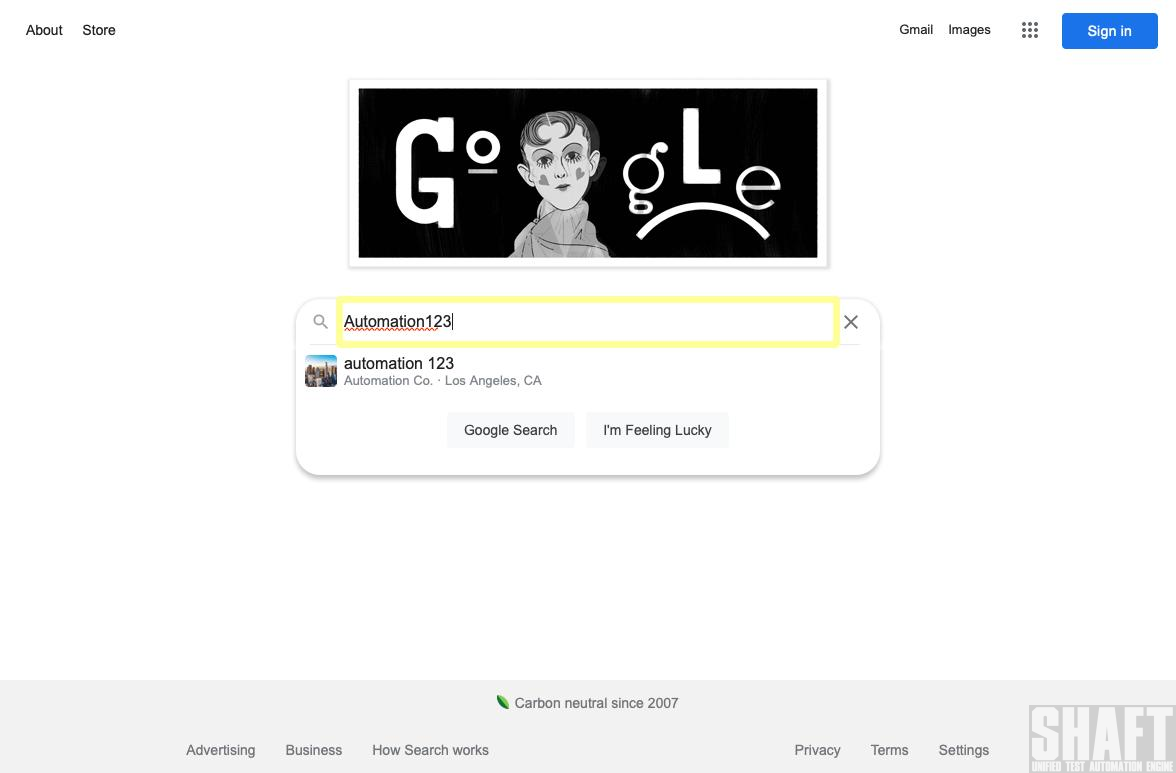 About Store Gmail Images Sign in
GogLe
Automation123
automation 123
Automation Co. · Los Angeles, CA
Google Search I'm Feeling Lucky
Carbon neutral since 2007
Advertising Business How Search works Privacy Terms Settings
SHAFT
UNIFIED TEST AUTOMATION ENGINE